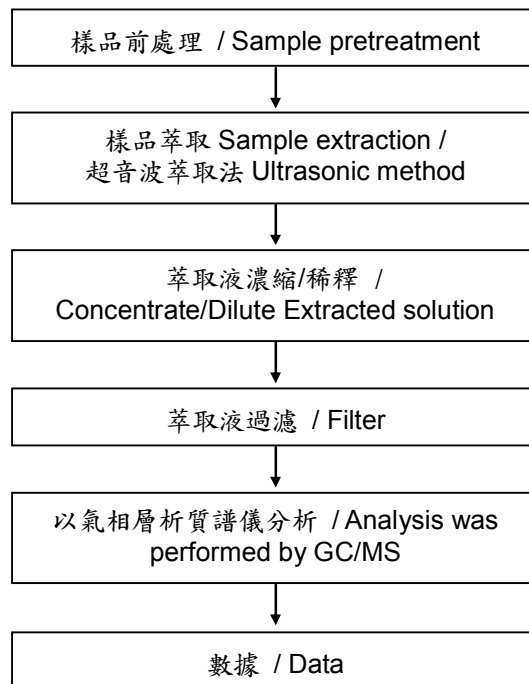 樣品前處理 / Sample pretreatment
樣品萃取 Sample extraction /
超音波萃取法 Ultrasonic method
萃取液濃縮/稀釋 /
Concentrate/Dilute Extracted solution
萃取液過濾 / Filter
以氣相層析質譜儀分析 / Analysis was
performed by GC/MS
數據 / Data